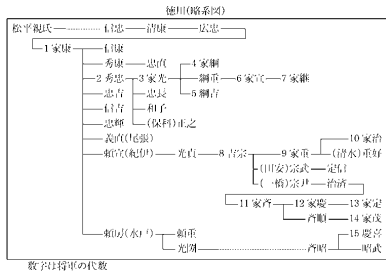 徳川(略系図)
松平親氏 信忠 清康 広忠
1家康 信康
秀康 忠直 4家綱
2秀忠 3家光 綱重 6家宣 7家継
忠吉 忠長 5綱吉
信吉 和子
忠輝 (保科)正之
義直(尾張) 10家治
頼宣(紀伊) 光貞 8吉宗 9家重 (清水)重好
(田安)宗武 定信
(一橋)宗尹 治済
11家斉 12家慶 13家定
斉順 14家茂
頼房(水戸) 頼重 15慶喜
光圀 斉昭 昭武
数字は将軍の代数